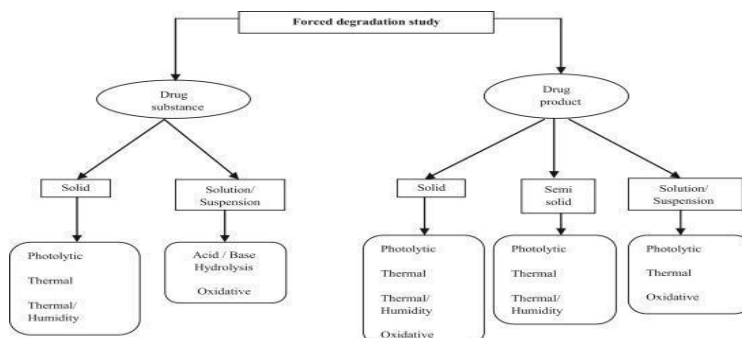 Forced degradation study
Drug
substance
Drug
product
Solid
Solution/
Suspension
Solid
Semi
solid
Solution/
Suspension
Photolytic
Thermal
Thermal/
Humidity
Acid / Base
Hydrolysis
Oxidative
Photolytic
Thermal
Thermal/
Humidity
Oxidative
Photolytic
Thermal
Thermal/
Humidity
Photolytic
Thermal
Oxidative